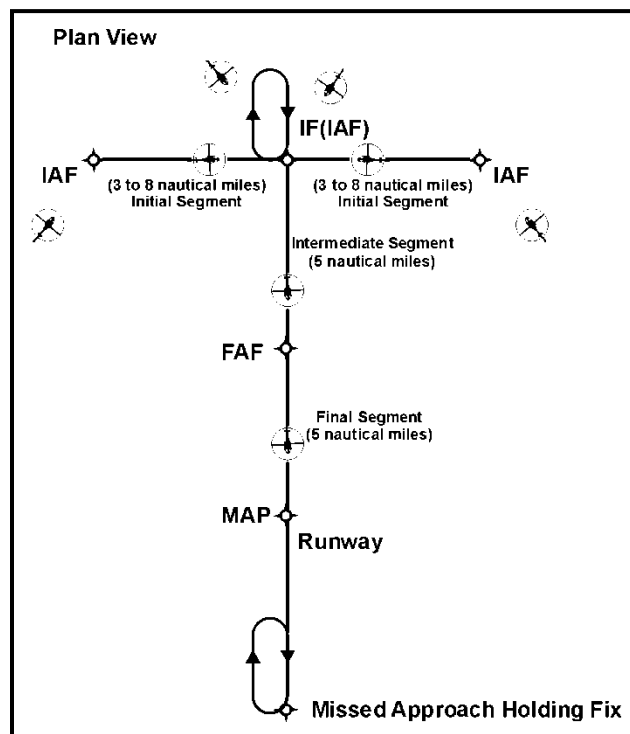 Plan View
IF(IAF)
IAF
IAF
(3 to 8 nautical miles)
Initial Segment
(3 to 8 nautical miles)
Initial Segment
Intermediate Segment
(5 nautical miles)
FAF
Final Segment
(5 nautical miles)
MAP
Runway
Missed Approach Holding Fix